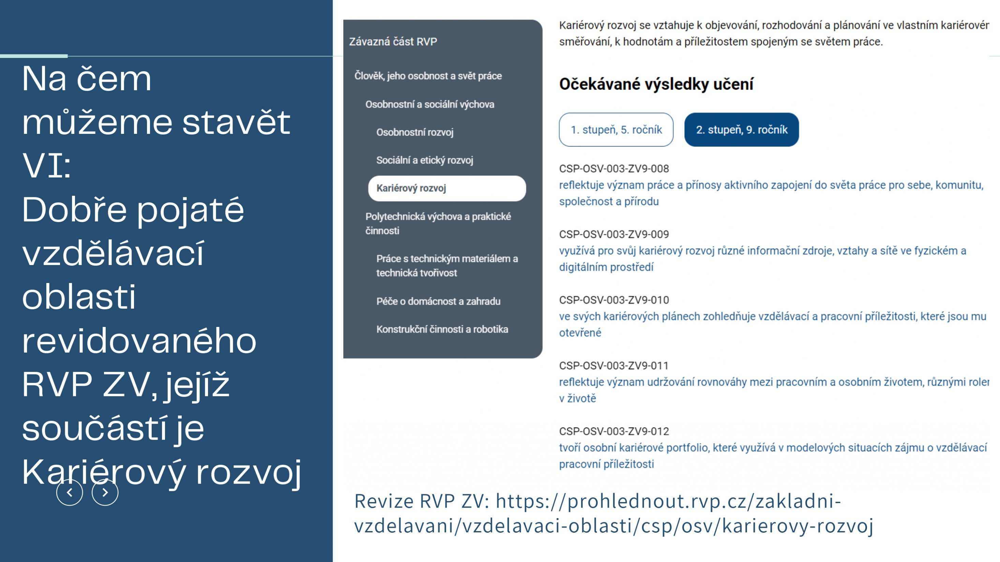 Na čem
můžeme stavět
VI:
Dobře pojaté
vzdělávací
oblasti
revidovaného
RVP ZV, jejíž
součástí je
Kariérový rozvoj
Závazná část RVP
Člověk, jeho osobnost a svět práce
Osobnostní a sociální výchova
Osobnostní rozvoj
Sociální a etický rozvoj
Kariérový rozvoj
Polytechnická výchova a praktické
činnosti
Práce s technickým materiálem a
technická tvořivost
Péče o domácnost a zahradu
Konstrukční činnosti a robotika
Kariérový rozvoj se vztahuje k objevování, rozhodování a plánování ve vlastním
směřování, k hodnotám a příležitostem spojeným se světem práce.
Očekávané výsledky učení
1. stupeň, 5. ročník
2. stupeň, 9. ročník
CSP-OSV-003-ZV9-008
reflektuje význam práce a přínosy aktivního zapojení do světa práce pro sebe, komunitu,
společnost a přírodu
CSP-OSV-003-ZV9-009
využívá pro svůj kariérový rozvoj různé informační zdroje, vztahy a sítě ve fyzickém a
digitálním prostředí
CSP-OSV-003-ZV9-010
ve svých kariérových plánech zohledňuje vzdělávací a pracovní příležitosti, které jsou mu
otevřené
CSP-OSV-003-ZV9-011
reflektuje význam udržování rovnováhy mezi pracovním a osobním životem, různými
v životě
CSP-OSV-003-ZV9-012
tvoří osobní kariérové portfolio, které využívá v modelových situacích zájmu o vzdělávací
pracovní příležitosti
Revize RVP ZV: https://prohlednout.rvp.cz/zakladni-
vzdelavani/vzdelavaci-oblasti/csp/osv/karierovy-rozvoj